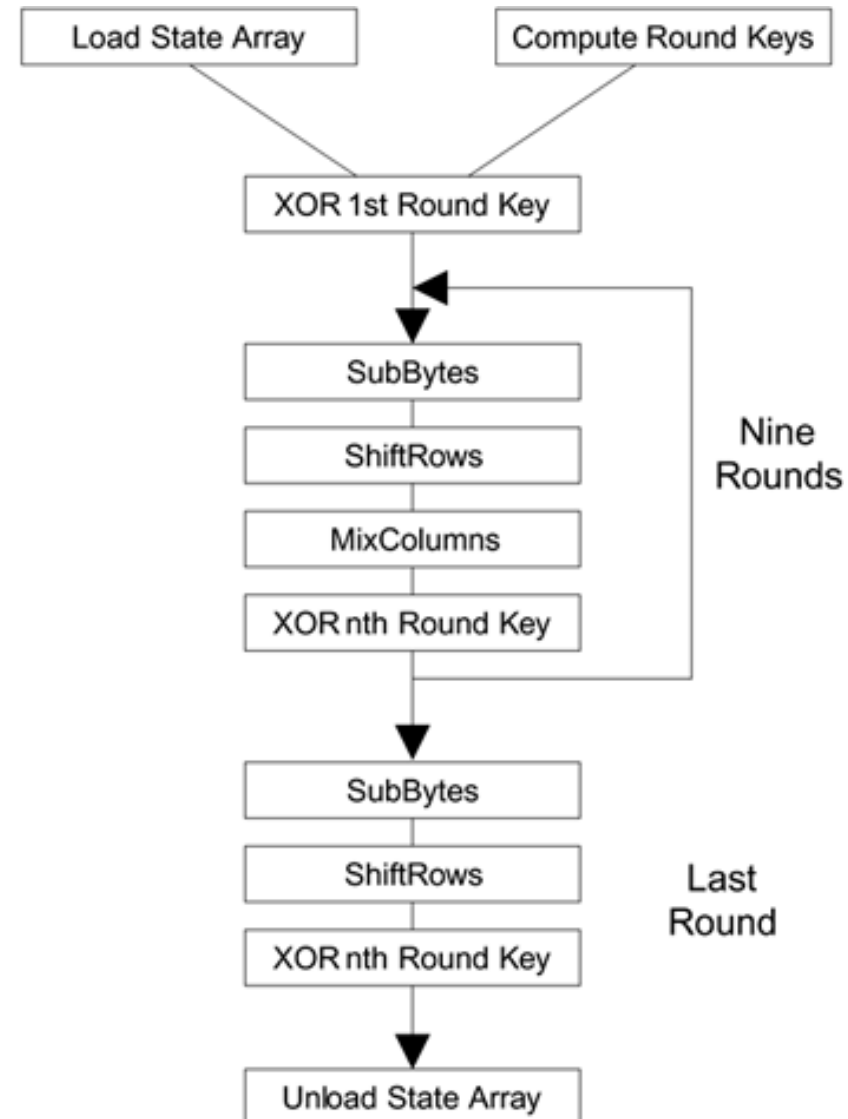 Load State Array
Compute Round Keys
XOR 1st Round Key
SubBytes
ShiftRows
MixColumns
XOR nth Round Key
Nine
Rounds
SubBytes
ShiftRows
XOR nth Round Key
Last
Round
Unload State Array